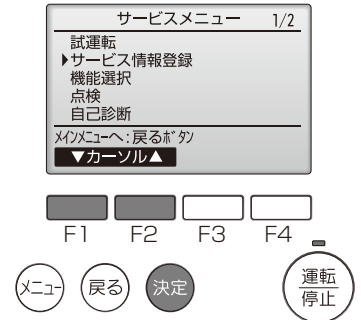 サービスメニュー 1/2
試運転
▶サービス情報登録
機能選択
点検
自己診断
メインメニューへ:戻るボタン
▼カーソル▲
F1 F2 F3 F4
メニュー 戻る 決定 運転
停止